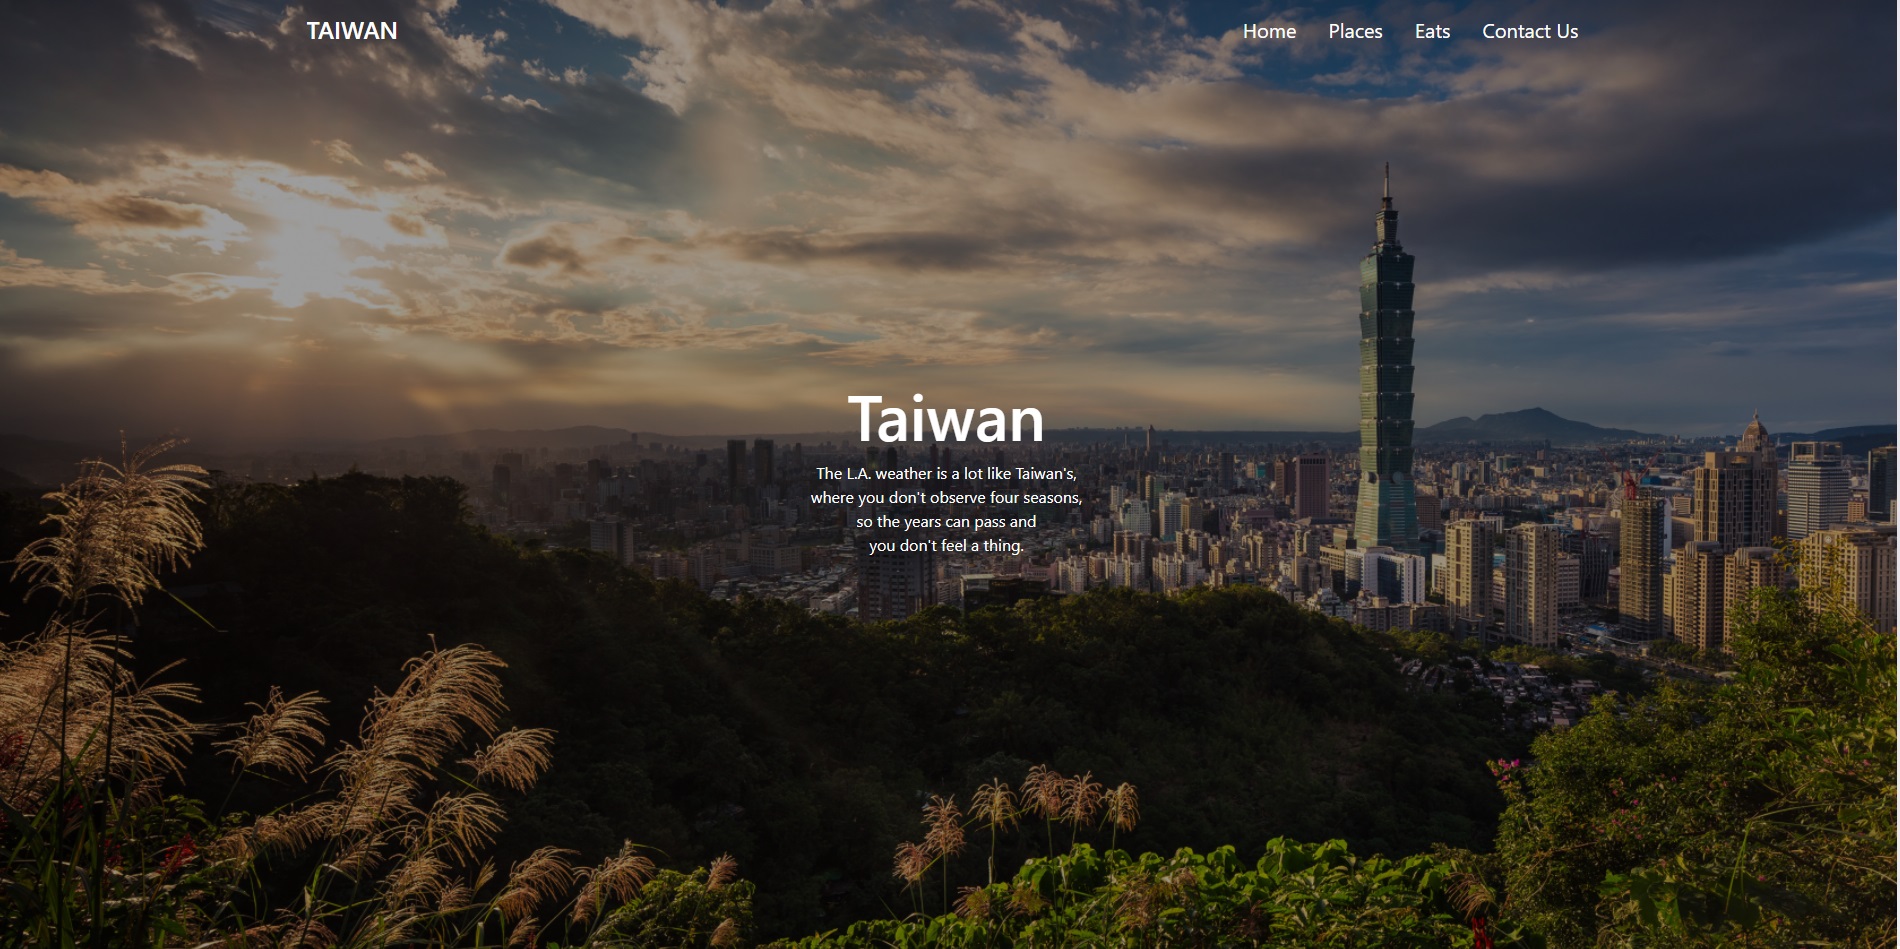 TAIWAN
Home Places Eats Contact Us
Taiwan
The L.A. weather is a lot like Taiwan's,
where you don't observe four seasons,
so the years can pass and
you don't feel a thing.